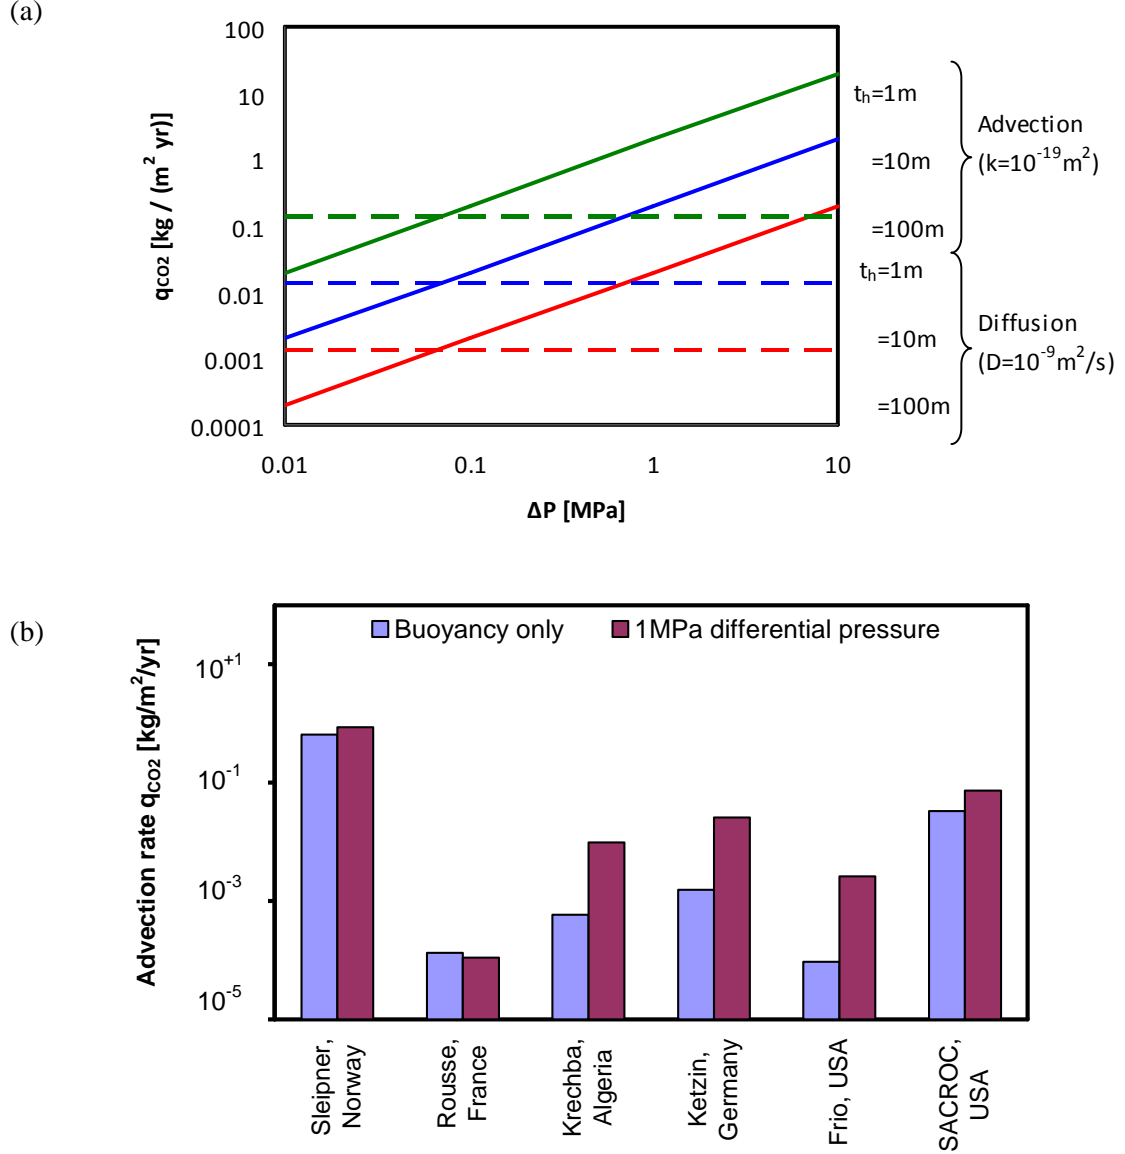 (a)
100
10
1
0.1
0.01
0.001
0.0001
qCO2 [kg / (m2 yr)]
0.01 0.1 1 10
ΔP [MPa]
th=1m
=10m
=100m
Advection
(k=10-19m2)
th=1m
=10m
=100m
Diffusion
(D=10-9m2/s)
(b)
Buoyancy only 1MPa differential pressure
Advection rate qCO2 [kg/m2/yr]
10+1
10-1
10-3
10-5
Sleipner,
Norway
Rousse,
France
Krechba,
Algeria
Ketzin,
Germany
Frio, USA
SACROC,
USA